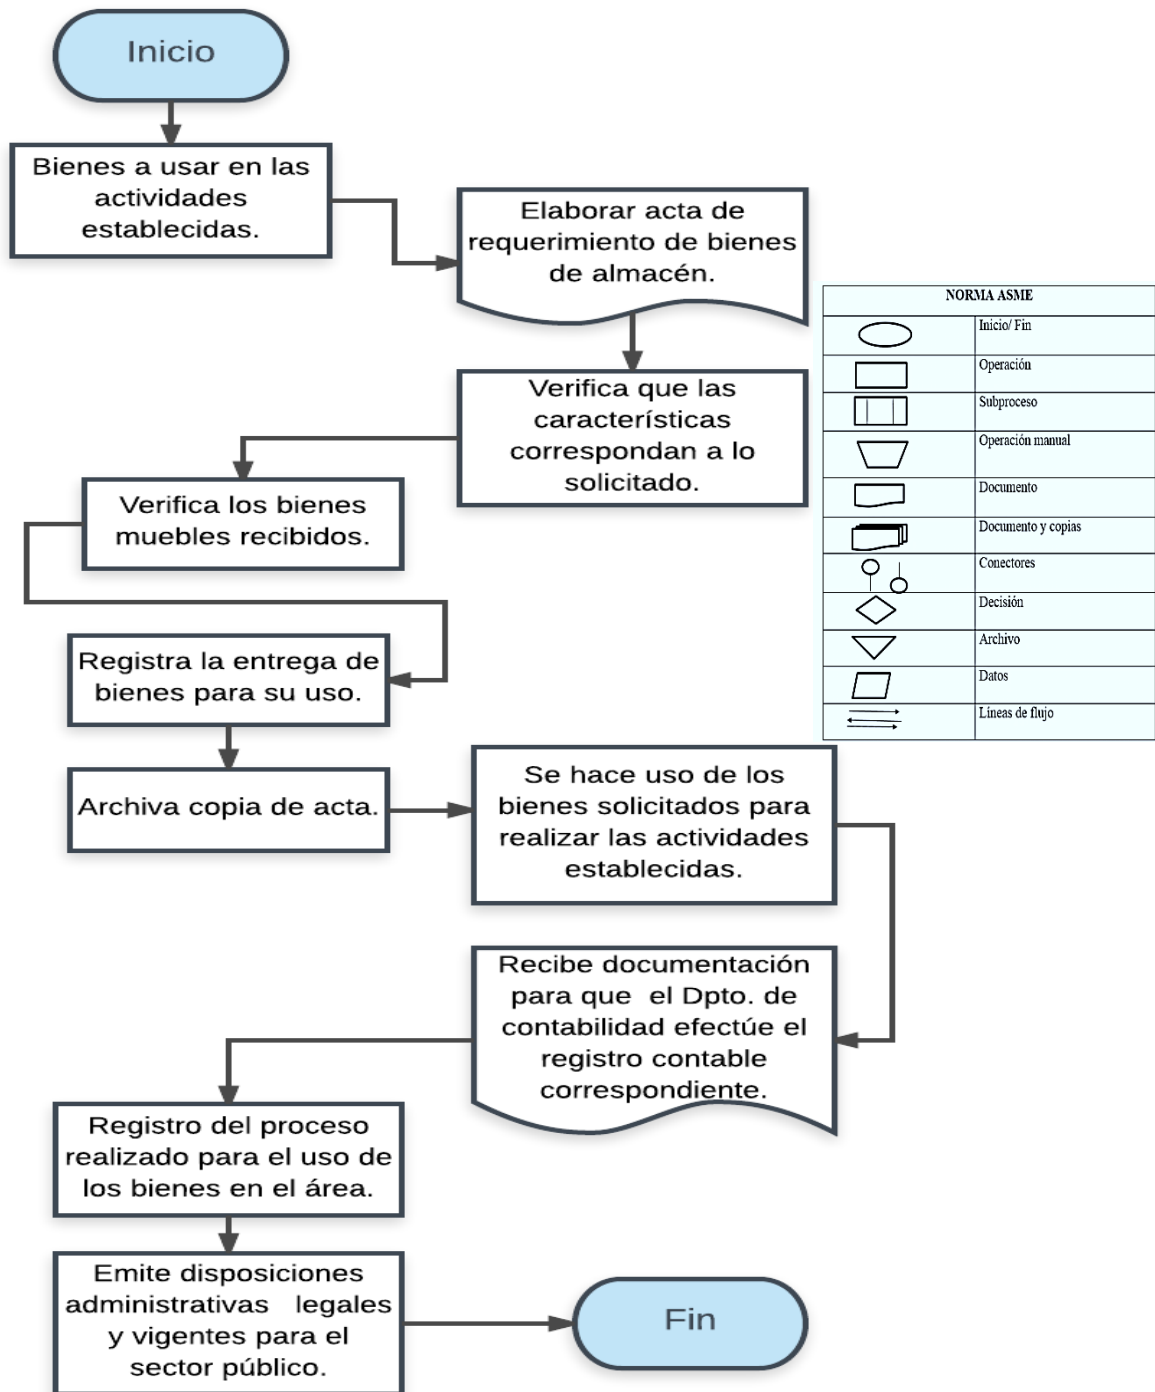 Inicio
Bienes a usar en las
actividades
establecidas.
Elaborar acta de
requerimiento de bienes
de almacén.
Verifica que las
característícas
correspondan a lo
solicitado.
Verifica los bienes
muebles recibidos.
Registra la entrega de
bienes para su uso.
Archiva copia de acta.
Se hace uso de los
bienes solicitados para
realizar las actividades
establecidas.
Recibe documentación
para que el Dpto. de
contabilidad efectúe el
registro contable
correspondiente.
Registro del proceso
realizado para el uso de
los bienes en el área.
Emite disposiciones
administrativas legales
y vigentes para el
sector público.
Fin
NORMA ASME
Inicio/ Fin
Operación
Subproceso
Operación manual
Documento
Documento y copias
Conectores
Decisión
Archivo
Datos
Líneas de flujo